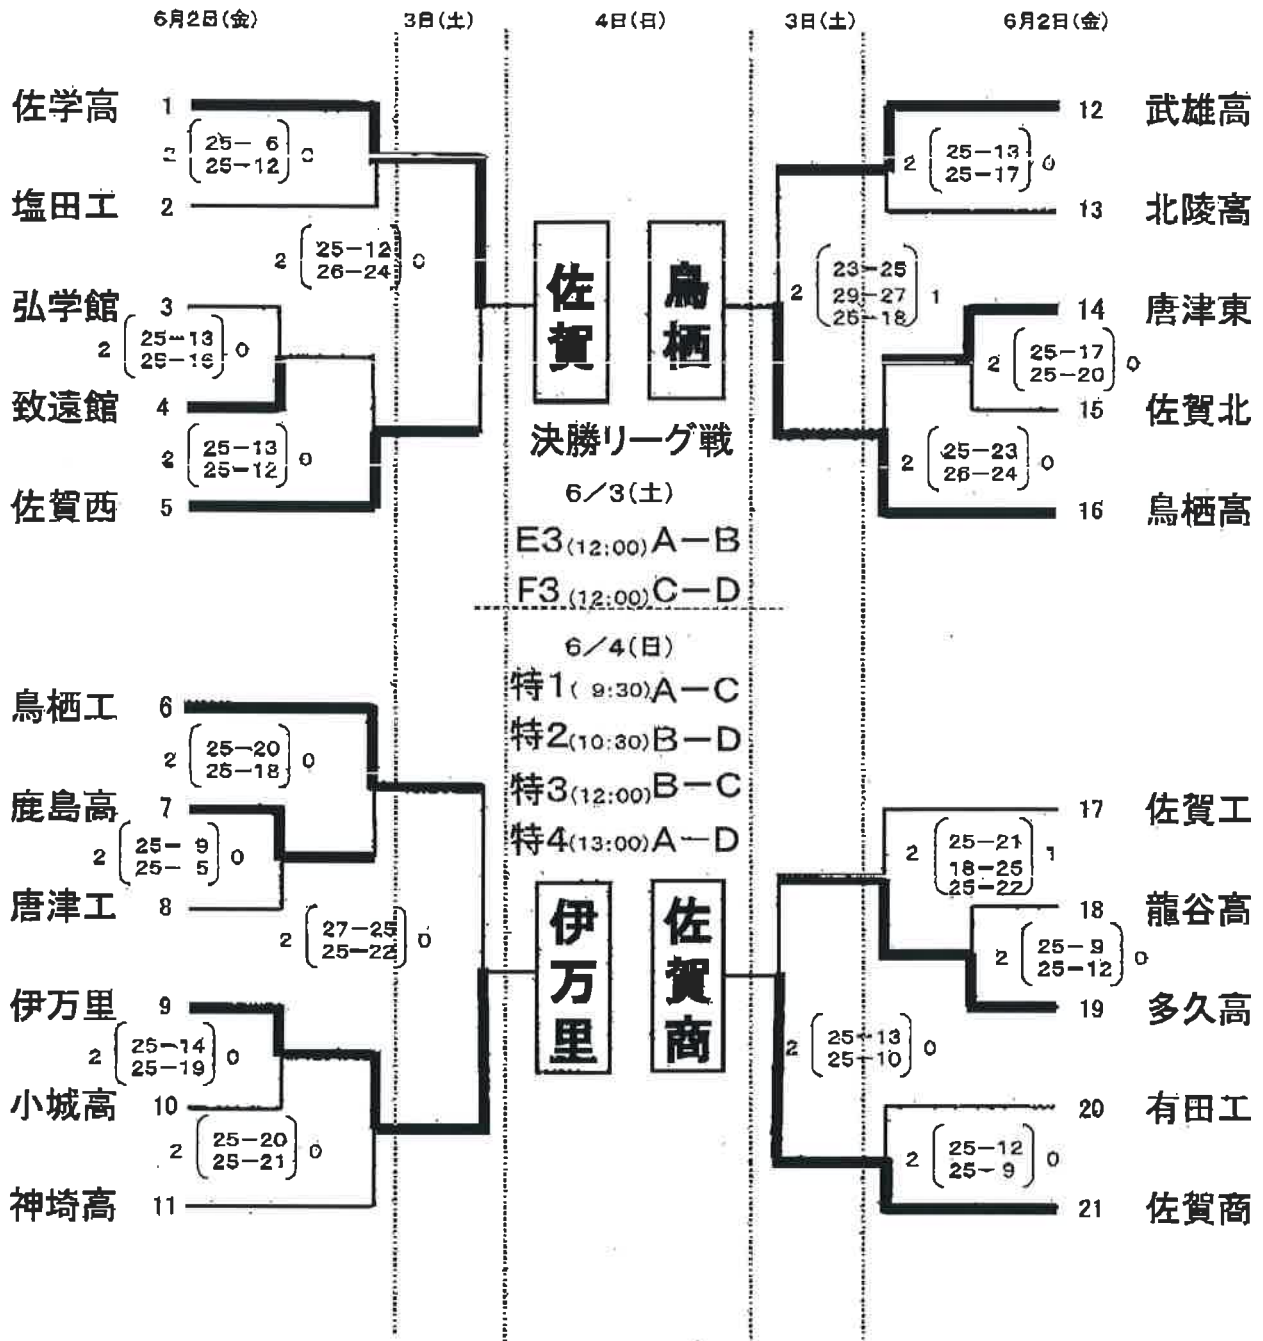 6月2日(金) 3日(土) 4日(日) 3日(土) 6月2日(金)
佐学高 1
2 25- 6 0
25-12
塩田工 2
2 25-12 0
26-24
弘学館 3
2 25-13 0
25-16
致遠館 4
2 25-13 0
25-12
佐賀西 5
鳥栖工 6
2 25-20 0
25-18
鹿島高 7
2 25- 9 0
25- 5
唐津工 8
2 27-25 0
25-22
伊万里 9
2 25-14 0
25-19
小城高 10
2 25-20 0
25-21
神埼高 11
佐賀
鳥栖
決勝リーグ戦
6/3(土)
E3(12:00)A-B
F3(12:00)C-D
6/4(日)
特1( 9:30)A-C
特2(10:30)B-D
特3(12:00)B-C
特4(13:00)A-D
伊万里
佐賀商
12 武雄高
2 25-13 0
25-17
13 北陵高
2 23-25 1
29-27
25-18
14 唐津東
2 25-17 0
25-20
15 佐賀北
2 25-23 0
26-24
16 鳥栖高
17 佐賀工
2 25-21 1
18-25
25-22
18 龍谷高
2 25-9 0
25-12
19 多久高
2 25-13 0
25-10
20 有田工
2 25-12 0
25- 9
21 佐賀商